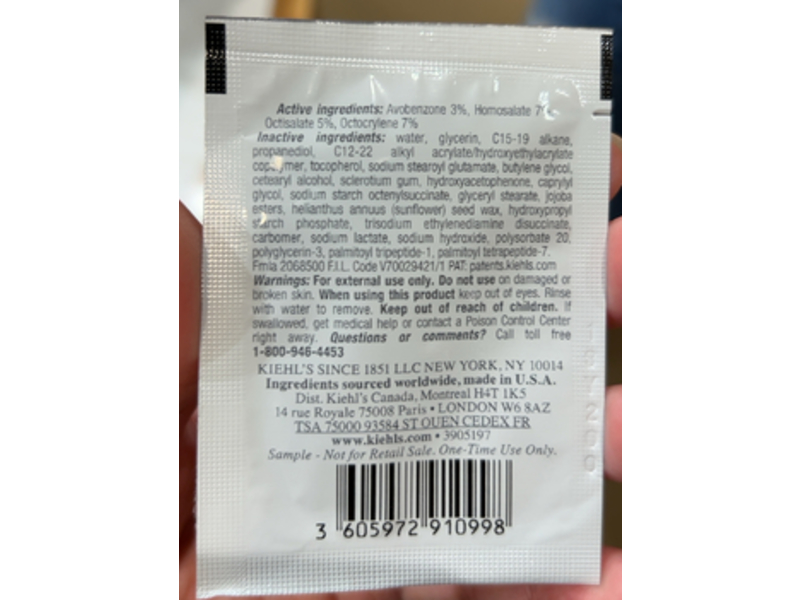 Active ingredients: Avobenzone 3%, Homosalate 7%
Octisalate 5%, Octocrylene 7%
Inactive ingredients: water, glycerin, C15-19 alkane,
propanediol, C12-22 alkyl acrylate/hydroxyethylacrylate
copolymer, tocopherol, sodium stearoyl glutamate, butylene glycol,
cetearyl alcohol, sclerotium gum, hydroxyacetophenone, caprylyl
glycol, sodium starch octenylsuccinate, glyceryl stearate, jojoba
esters, helianthus annuus (sunflower) seed wax, hydroxypropyl
starch phosphate, trisodium ethylenediamine disuccinate,
carbomer, sodium lactate, sodium hydroxide, polysorbate 20,
polyglycerin-3, palmitoyl tripeptide-1, palmitoyl tetrapeptide-7.
Fmla 2068500 F.I.L. Code V70029421/1 PAT: patents.kiehls.com
Warnings: For external use only. Do not use on damaged or
broken skin. When using this product keep out of eyes. Rinse
with water to remove. Keep out of reach of children. If
swallowed, get medical help or contact a Poison Control Center
right away. Questions or comments? Call toll free
1-800-946-4453
KIEHL'S SINCE 1851 LLC NEW YORK, NY 10014
Ingredients sourced worldwide, made in U.S.A.
Dist. Kiehl's Canada, Montreal H4T 1K5
14 rue Royale 75008 Paris • LONDON W6 8AZ
TSA 75000 93584 ST OUEN CEDEX FR
www.kiehls.com • 3905197
Sample - Not for Retail Sale. One-Time Use Only.
3 605972 910998